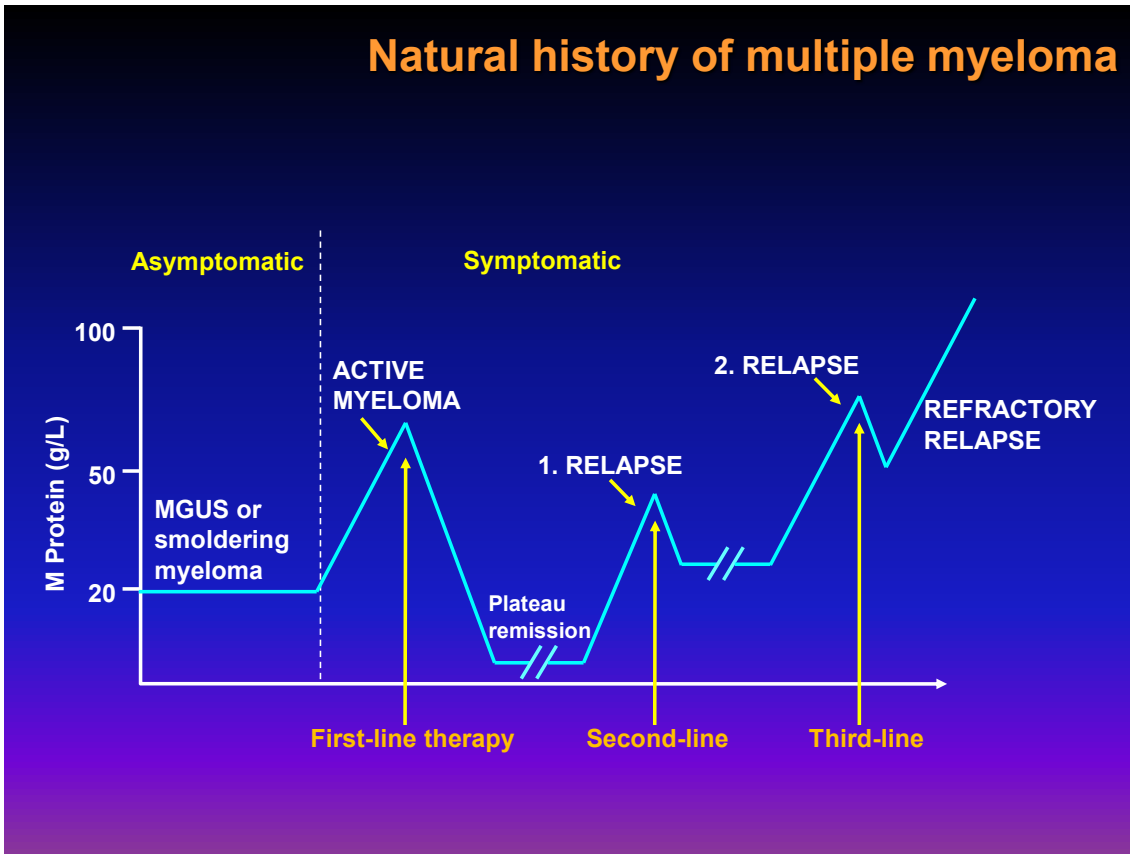 Natural history of multiple myeloma
Asymptomatic
Symptomatic
100
50
20
M Protein (g/L)
MGUS or
smoldering
myeloma
ACTIVE
MYELOMA
Plateau
remission
1. RELAPSE
2. RELAPSE
REFRACTORY
RELAPSE
First-line therapy
Second-line
Third-line